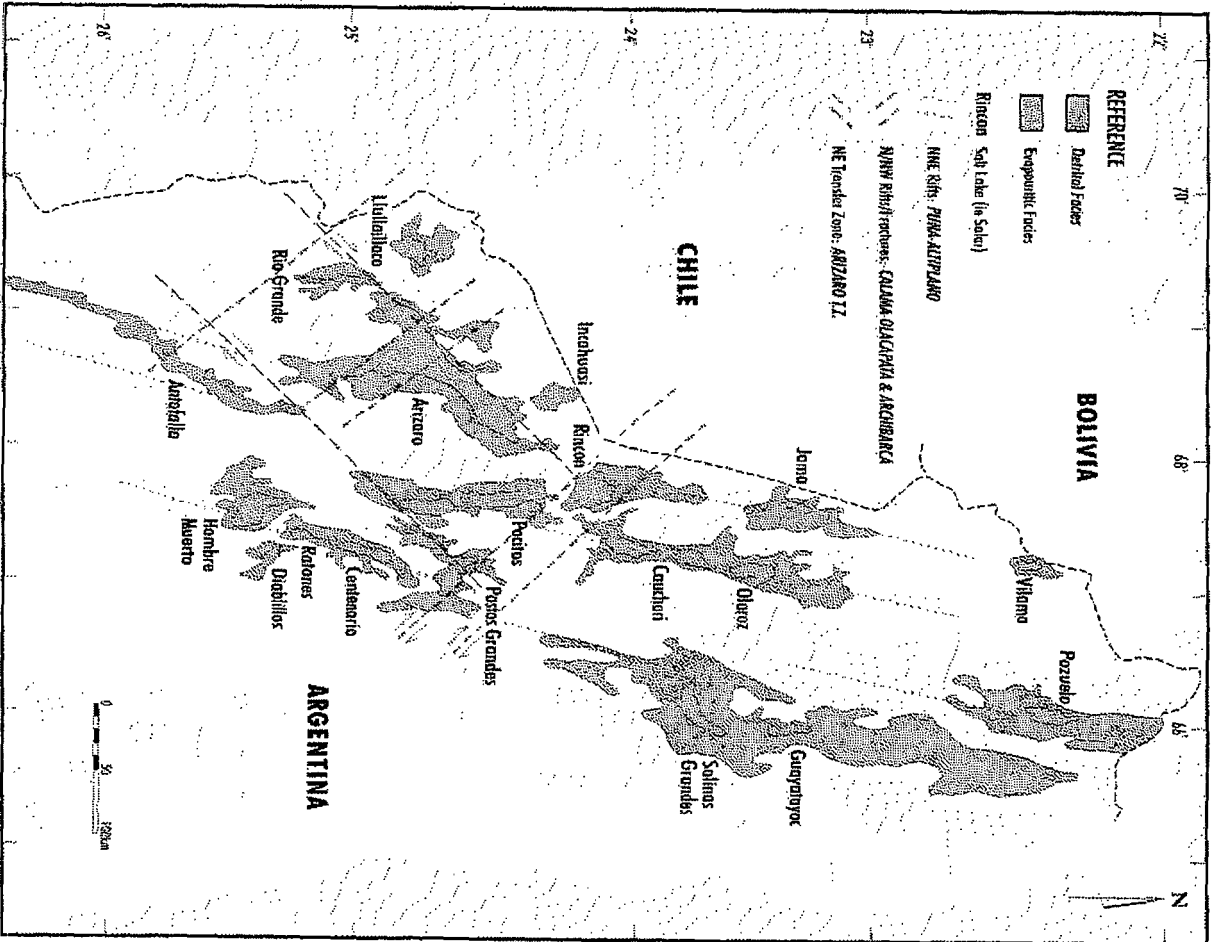 REFERENCE
Detrital Facies
Evapouritic Facies
Rincon Salt Lake (in Salar)
NNE Rifts: PUNA-ALTIPLANO
N/NW Rifts/Fractures: CALAMA-OLACAPATA & ARCHIBARCA
NE Transfer Zone: ARIZARO T.Z.
70°
68°
66°
22°
23°
24°
25°
26°
N
BOLIVIA
CHILE
ARGENTINA
Vilama
Pozuelo
Jama
Olaroz
Cauchari
Guayatayoc
Salinas
Grandes
Incahuasi
Rincon
Pocitos
Pastos Grandes
Centenario
Ratones
Diablillos
Hombre
Muerto
Arizaro
Llullaillaco
Rio Grande
Antofalla
0 50 100km